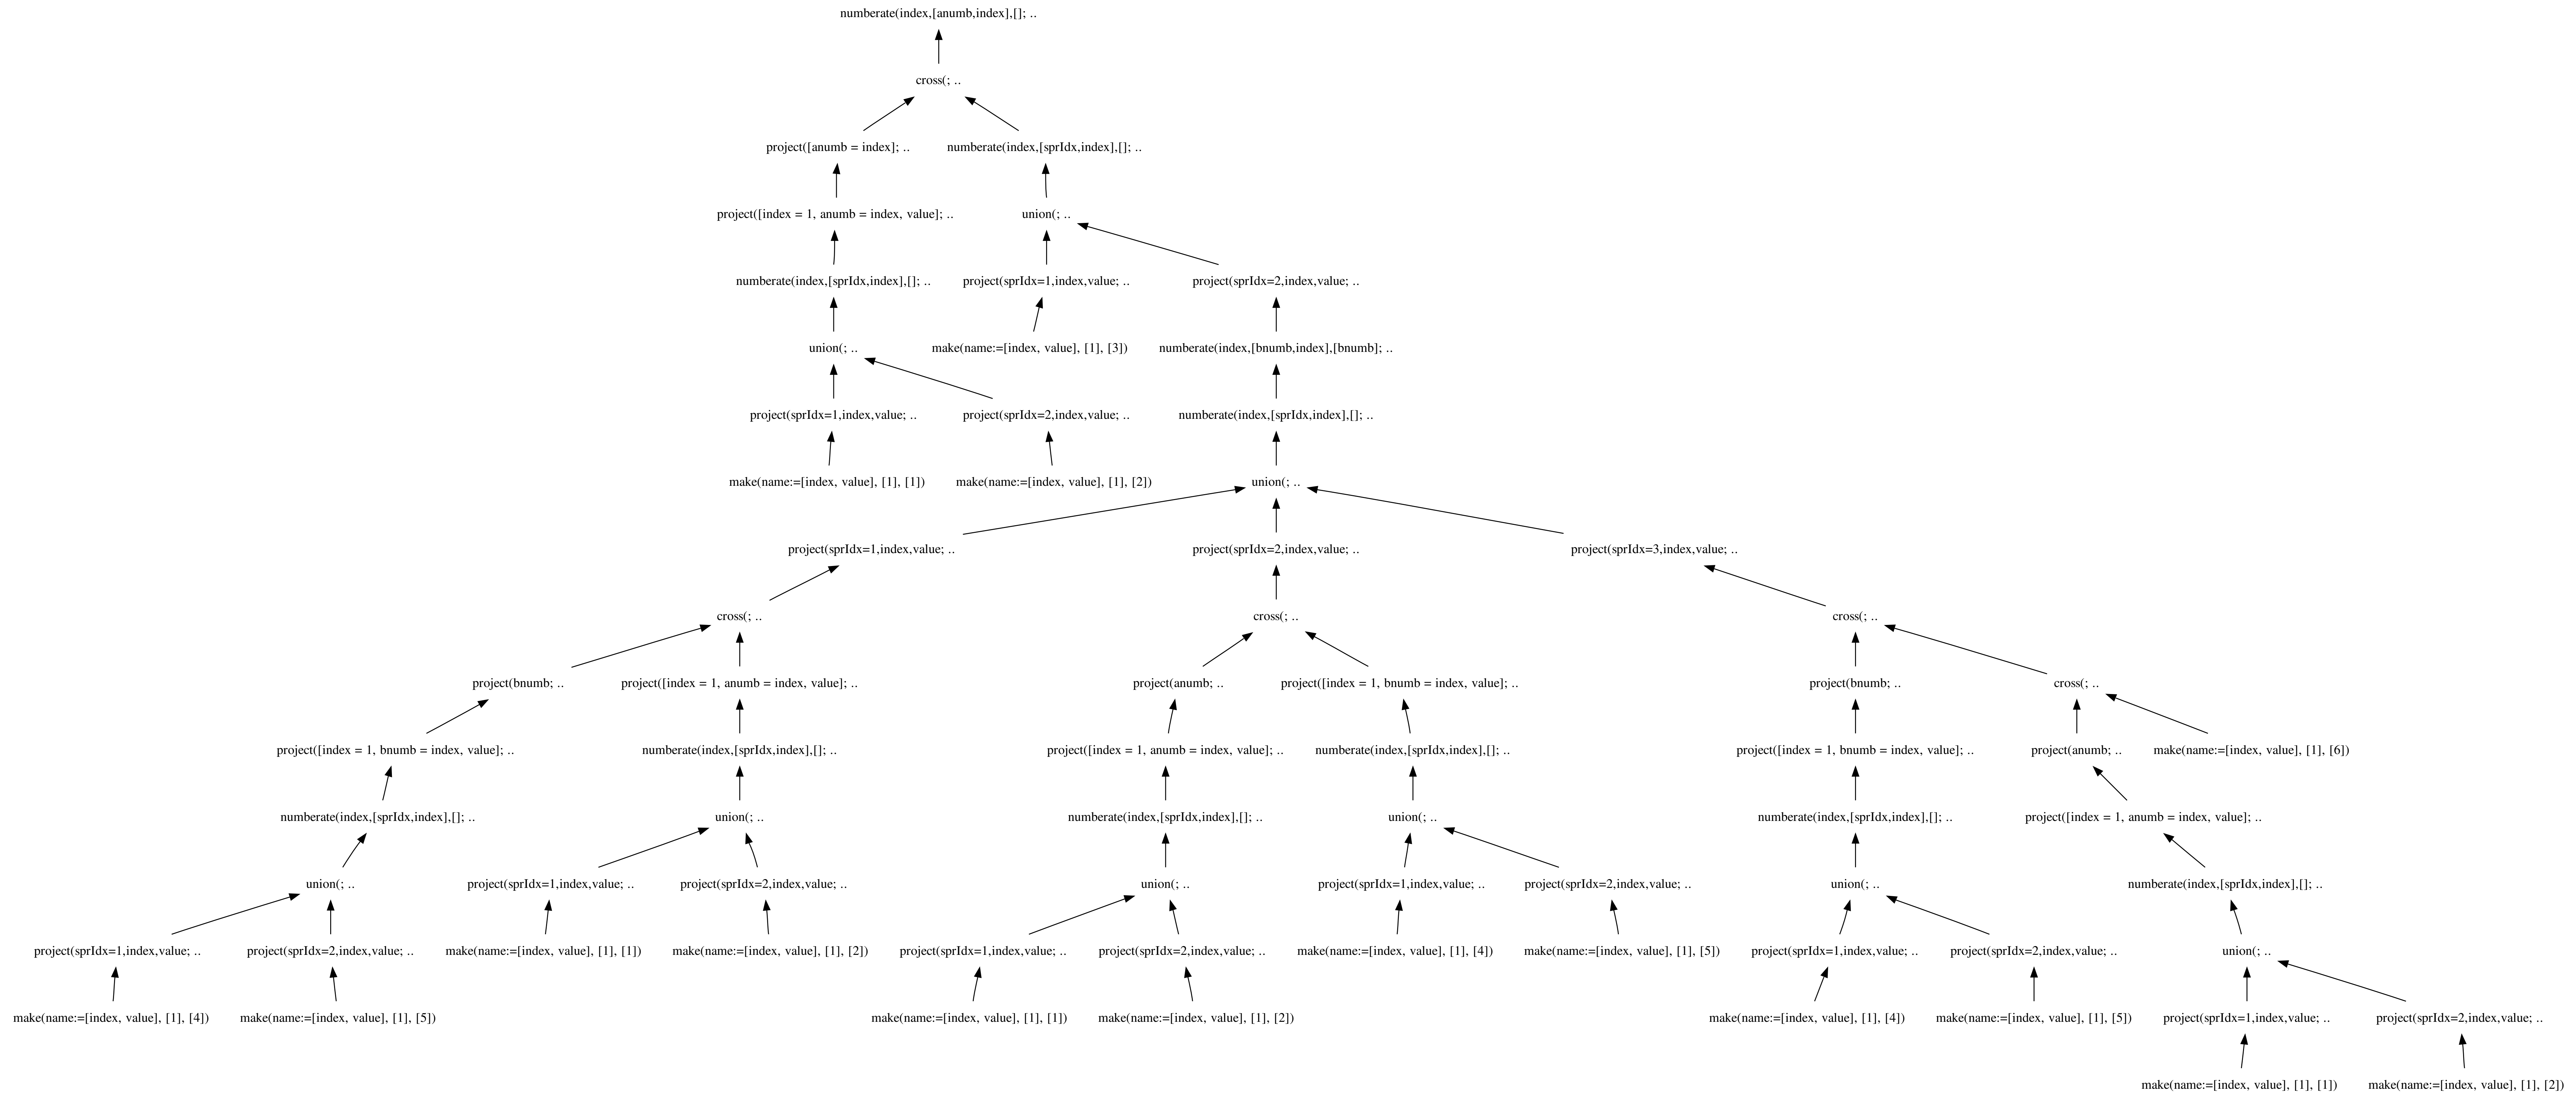 numberate(index,[anumb,index],[]; ..
cross(; ..
project([anumb = index]; ..
numberate(index,[sprIdx,index],[]; ..
project([index = 1, anumb = index, value]; ..
union(; ..
numberate(index,[sprIdx,index],[]; ..
project(sprIdx=1,index,value; ..
project(sprIdx=2,index,value; ..
union(; ..
make(name:=[index, value], [1], [3])
numberate(index,[bnumb,index],[bnumb]; ..
project(sprIdx=1,index,value; ..
project(sprIdx=2,index,value; ..
numberate(index,[sprIdx,index],[]; ..
make(name:=[index, value], [1], [1])
make(name:=[index, value], [1], [2])
union(; ..
project(sprIdx=1,index,value; ..
project(sprIdx=2,index,value; ..
project(sprIdx=3,index,value; ..
cross(; ..
cross(; ..
cross(; ..
project(bnumb; ..
project([index = 1, anumb = index, value]; ..
project(anumb; ..
project([index = 1, bnumb = index, value]; ..
project(bnumb; ..
cross(; ..
project([index = 1, bnumb = index, value]; ..
numberate(index,[sprIdx,index],[]; ..
project([index = 1, anumb = index, value]; ..
numberate(index,[sprIdx,index],[]; ..
project([index = 1, bnumb = index, value]; ..
project(anumb; ..
make(name:=[index, value], [1], [6])
numberate(index,[sprIdx,index],[]; ..
union(; ..
numberate(index,[sprIdx,index],[]; ..
union(; ..
numberate(index,[sprIdx,index],[]; ..
project([index = 1, anumb = index, value]; ..
union(; ..
project(sprIdx=1,index,value; ..
project(sprIdx=2,index,value; ..
union(; ..
project(sprIdx=1,index,value; ..
project(sprIdx=2,index,value; ..
union(; ..
numberate(index,[sprIdx,index],[]; ..
project(sprIdx=1,index,value; ..
project(sprIdx=2,index,value; ..
make(name:=[index, value], [1], [1])
make(name:=[index, value], [1], [2])
project(sprIdx=1,index,value; ..
project(sprIdx=2,index,value; ..
make(name:=[index, value], [1], [4])
make(name:=[index, value], [1], [5])
project(sprIdx=1,index,value; ..
project(sprIdx=2,index,value; ..
union(; ..
make(name:=[index, value], [1], [4])
make(name:=[index, value], [1], [5])
make(name:=[index, value], [1], [1])
make(name:=[index, value], [1], [2])
make(name:=[index, value], [1], [4])
make(name:=[index, value], [1], [5])
project(sprIdx=1,index,value; ..
project(sprIdx=2,index,value; ..
make(name:=[index, value], [1], [1])
make(name:=[index, value], [1], [2])